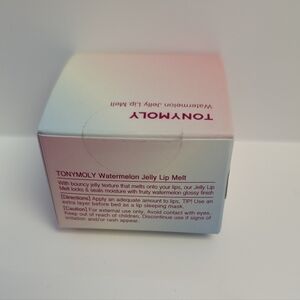 TONYMOLY
Watermelon Jelly Lip Melt
TONYMOLY Watermelon Jelly Lip Melt
With bouncy jelly texture that melts onto your lips, our Jelly Lip
Melt locks & seals moisture with fruity watermelon glossy finish
[Directions] Apply an adequate amount to lips, TIP! Use an
extra layer before bed as a lip sleeping mask.
[Caution] For external use only. Avoid contact with eyes.
Keep out of reach of children. Discontinue use if signs of
irritation and/or rash appear.